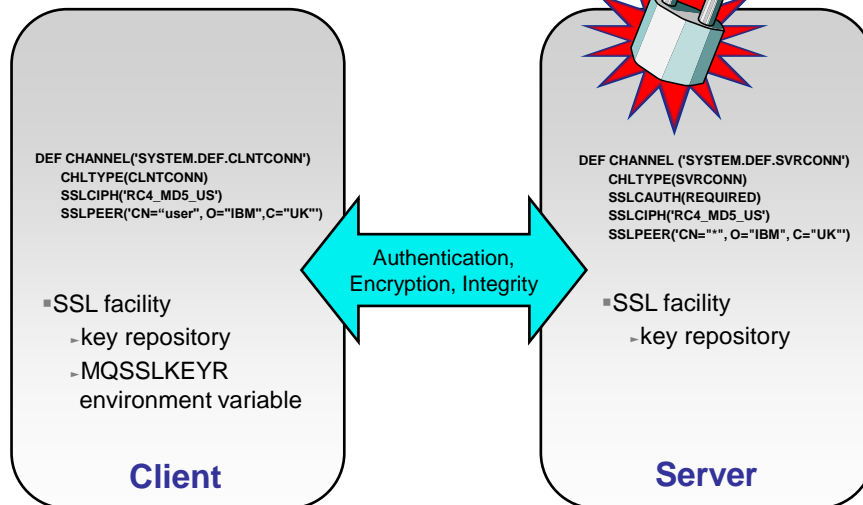 DEF CHANNEL('SYSTEM.DEF.CLNTCONN')
CHLTYPE(CLNTCONN)
SSLCIPH('RC4_MD5_US')
SSLPEER('CN=“user", O="IBM",C="UK"')
▪SSL facility
►key repository
►MQSSLKEYR
environment variable
Client
Authentication,
Encryption, Integrity
DEF CHANNEL ('SYSTEM.DEF.SVRCONN')
CHLTYPE(SVRCONN)
SSLCAUTH(REQUIRED)
SSLCIPH('RC4_MD5_US')
SSLPEER('CN="*", O="IBM", C="UK"')
▪SSL facility
►key repository
Server